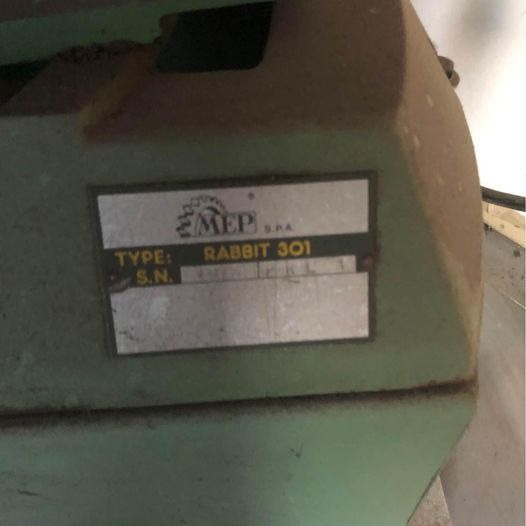 ®
MEP S.P.A.
TYPE: RABBIT 301
S.N.